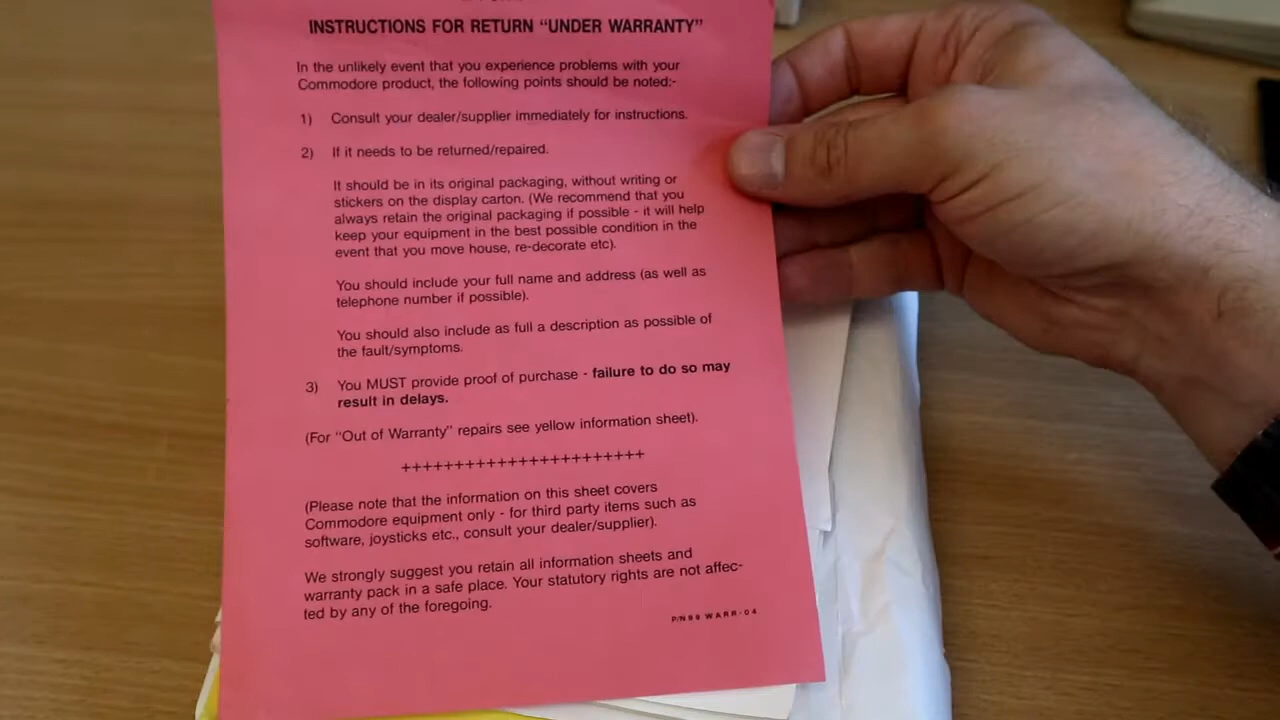 INSTRUCTIONS FOR RETURN “UNDER WARRANTY”
In the unlikely event that you experience problems with your
Commodore product, the following points should be noted:-
1) Consult your dealer/supplier immediately for instructions.
2) If it needs to be returned/repaired.
It should be in its original packaging, without writing or
stickers on the display carton. (We recommend that you
always retain the original packaging if possible - it will help
keep your equipment in the best possible condition in the
event that you move house, re-decorate etc).
You should include your full name and address (as well as
telephone number if possible).
You should also include as full a description as possible of
the fault/symptoms.
3) You MUST provide proof of purchase - failure to do so may
result in delays.
(For “Out of Warranty” repairs see yellow information sheet).
+++++++++++++++++++++++
(Please note that the information on this sheet covers
Commodore equipment only - for third party items such as
software, joysticks etc., consult your dealer/supplier).
We strongly suggest you retain all information sheets and
warranty pack in a safe place. Your statutory rights are not affec-
ted by any of the foregoing.
P/N99 WARR-04